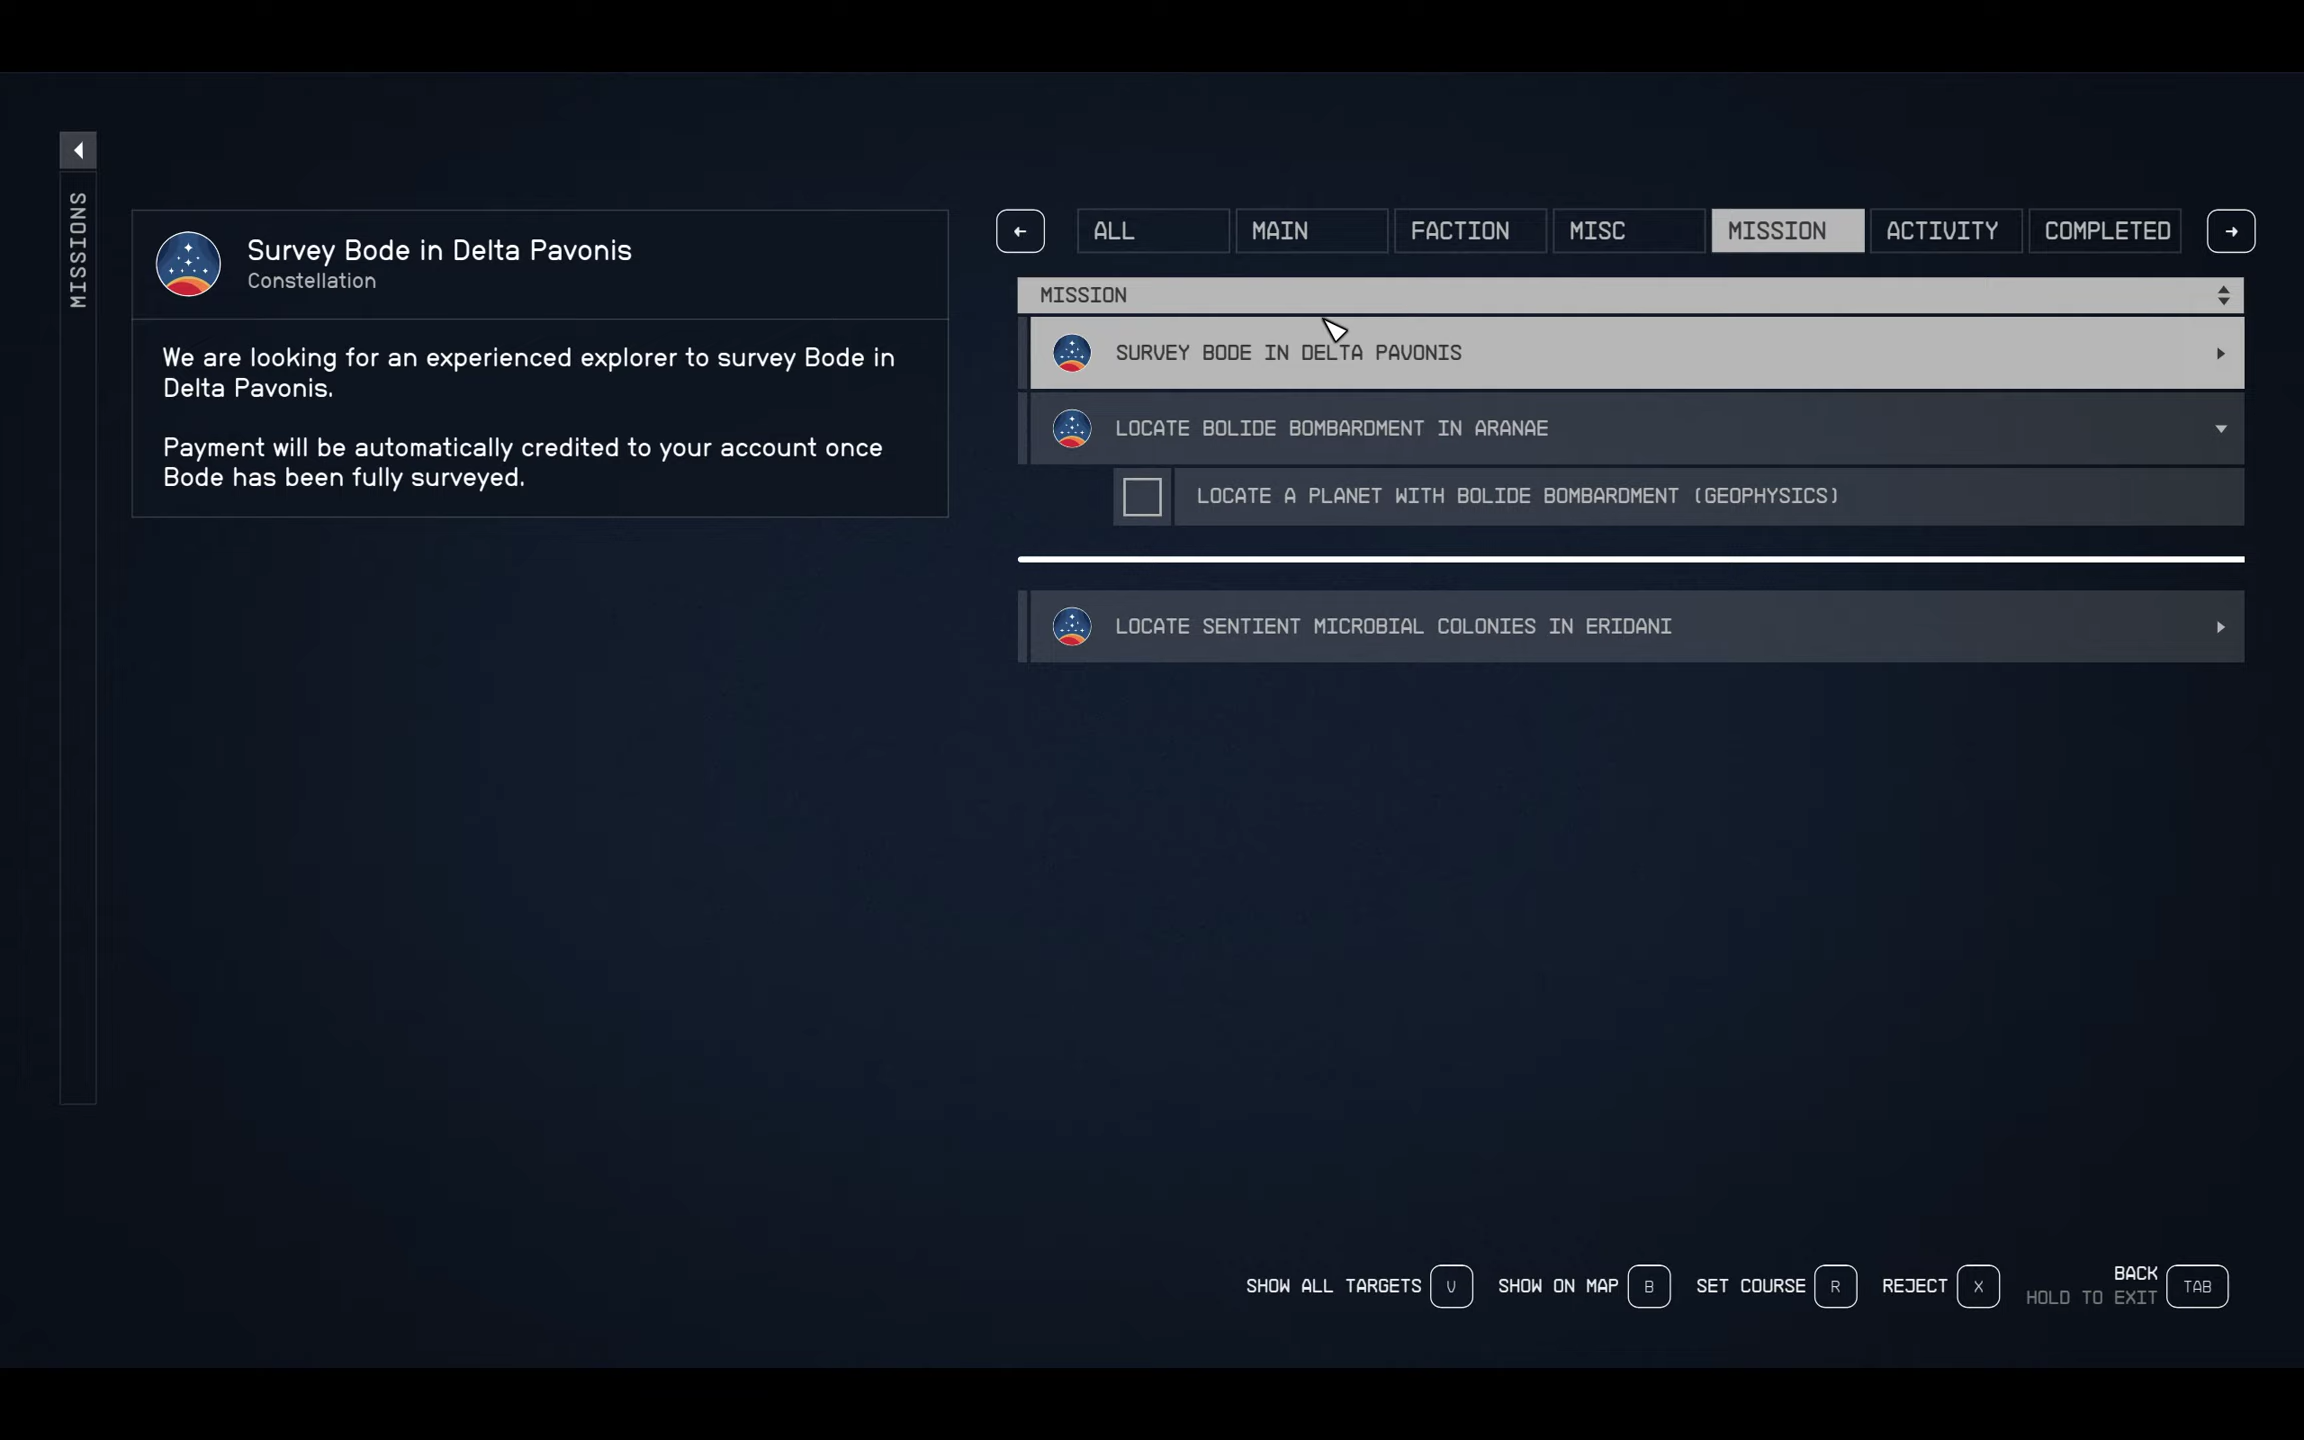 MISSIONS
Survey Bode in Delta Pavonis
Constellation
We are looking for an experienced explorer to survey Bode in
Delta Pavonis.
Payment will be automatically credited to your account once
Bode has been fully surveyed.
ALL MAIN FACTION MISC MISSION ACTIVITY COMPLETED
MISSION
SURVEY BODE IN DELTA PAVONIS
LOCATE BOLIDE BOMBARDMENT IN ARANAE
LOCATE A PLANET WITH BOLIDE BOMBARDMENT (GEOPHYSICS)
LOCATE SENTIENT MICROBIAL COLONIES IN ERIDANI
SHOW ALL TARGETS V SHOW ON MAP B SET COURSE R REJECT X BACK TAB
HOLD TO EXIT